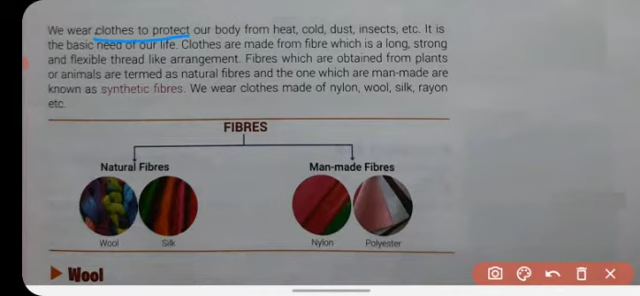 We wear clothes to protect our body from heat, cold, dust, insects, etc. It is
the basic need of our life. Clothes are made from fibre which is a long, strong
and flexible thread like arrangement. Fibres which are obtained from plants
or animals are termed as natural fibres and the one which are man-made are
known as synthetic fibres. We wear clothes made of nylon, wool, silk, rayon
etc.
FIBRES
Natural Fibres Man-made Fibres
Wool Silk Nylon Polyester
Wool